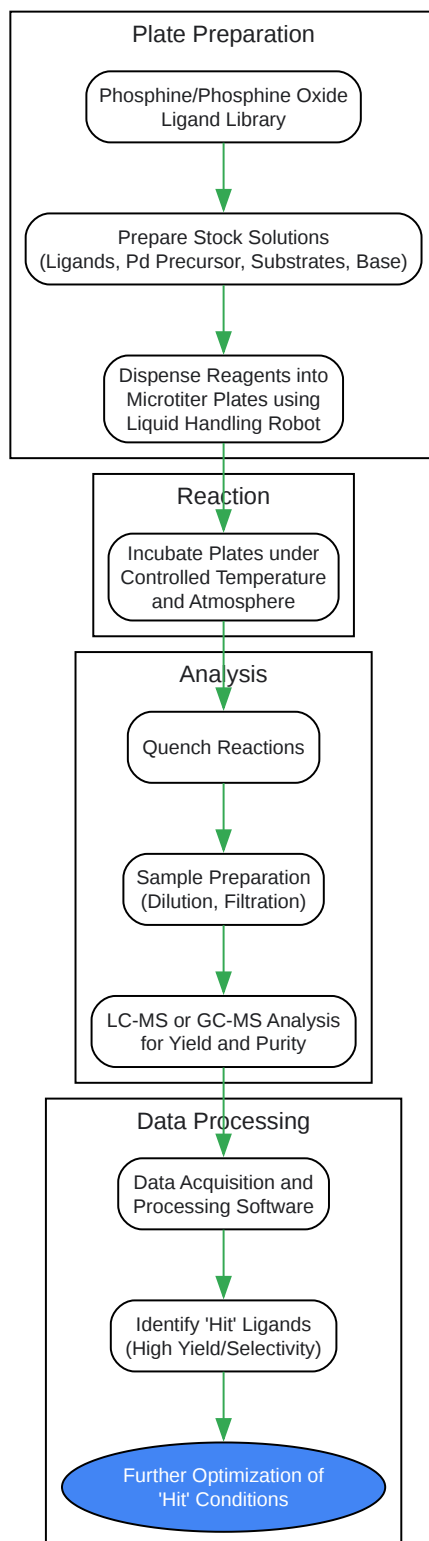 Plate Preparation
Phosphine/Phosphine Oxide
Ligand Library
Prepare Stock Solutions
(Ligands, Pd Precursor, Substrates, Base)
Dispense Reagents into
Microtiter Plates using
Liquid Handling Robot
Reaction
Incubate Plates under
Controlled Temperature
and Atmosphere
Analysis
Quench Reactions
Sample Preparation
(Dilution, Filtration)
LC-MS or GC-MS Analysis
for Yield and Purity
Data Processing
Data Acquisition and
Processing Software
Identify 'Hit' Ligands
(High Yield/Selectivity)
Further Optimization of
'Hit' Conditions